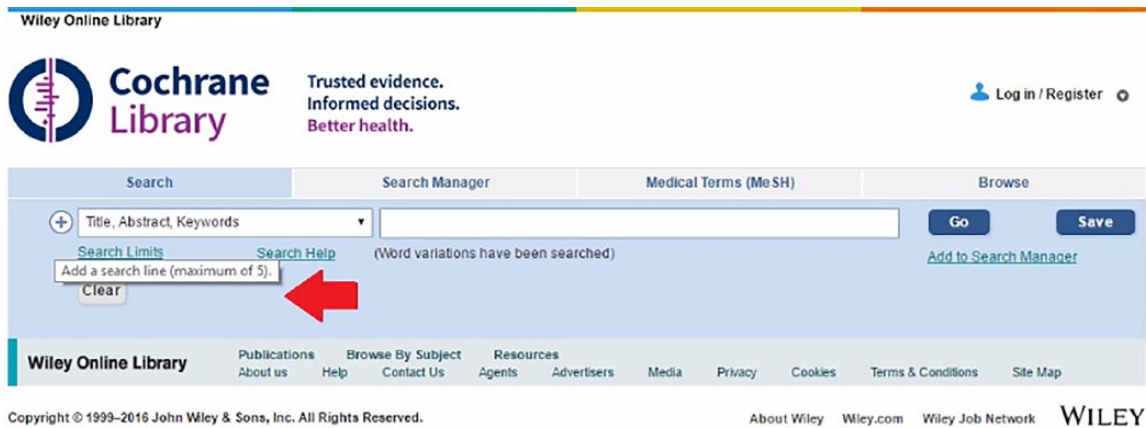 Wiley Online Library
Cochrane Library
Trusted evidence.
Informed decisions.
Better health.
Log in / Register
Search Search Manager Medical Terms (MeSH) Browse
Title, Abstract, Keywords Go Save
Search Limits Search Help (Word variations have been searched) Add to Search Manager
Add a search line (maximum of 5).
Clear
Wiley Online Library
Publications Browse By Subject Resources
About us Help Contact Us Agents Advertisers Media Privacy Cookies Terms & Conditions Site Map
Copyright © 1999–2016 John Wiley & Sons, Inc. All Rights Reserved. About Wiley Wiley.com Wiley Job Network WILEY